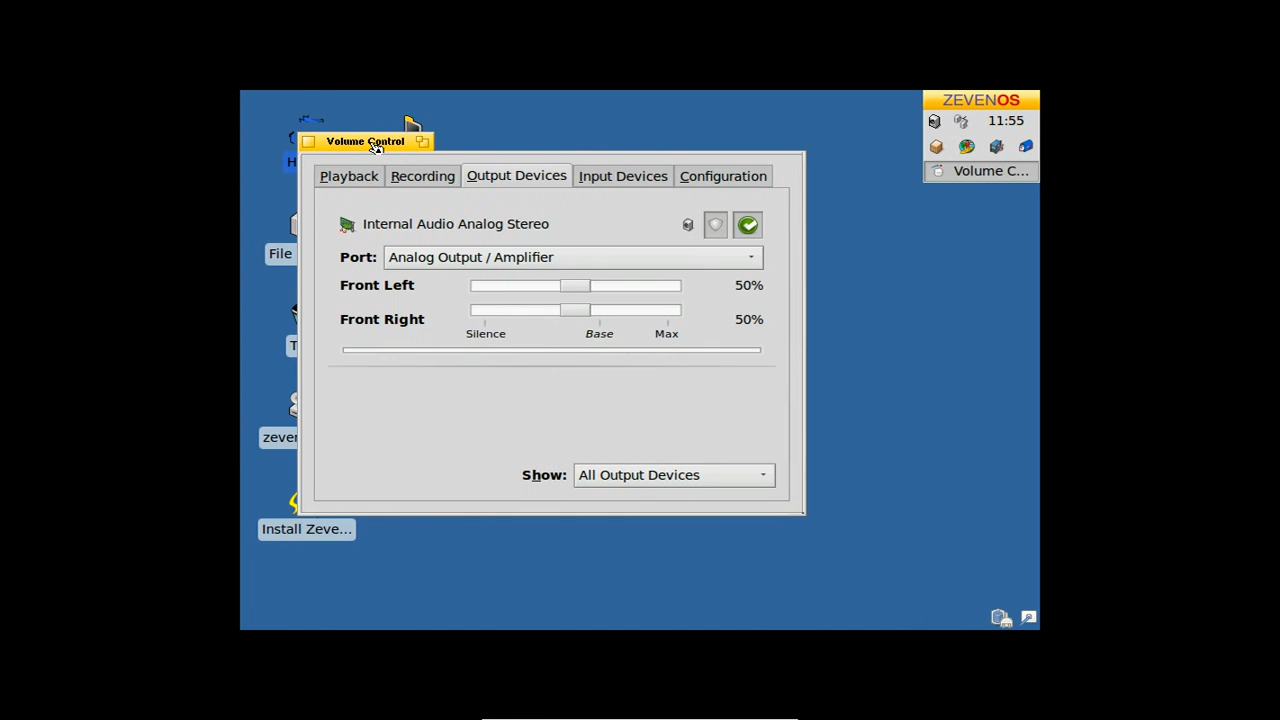 ZEVENOS
11:55
Volume C...
Volume Control
H
Playback
Recording
Output Devices
Input Devices
Configuration
Internal Audio Analog Stereo
File
Port:
Analog Output / Amplifier
Front Left
50%
Front Right
50%
Silence
Base
Max
T
zever
Show:
All Output Devices
Install Zeve...